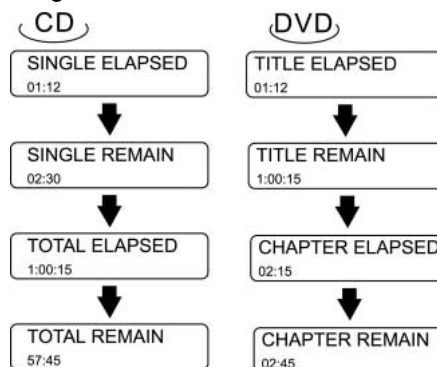 CD
SINGLE ELAPSED
01:12
SINGLE REMAIN
02:30
TOTAL ELAPSED
1:00:15
TOTAL REMAIN
57:45
DVD
TITLE ELAPSED
01:12
TITLE REMAIN
1:00:15
CHAPTER ELAPSED
02:15
CHAPTER REMAIN
02:45